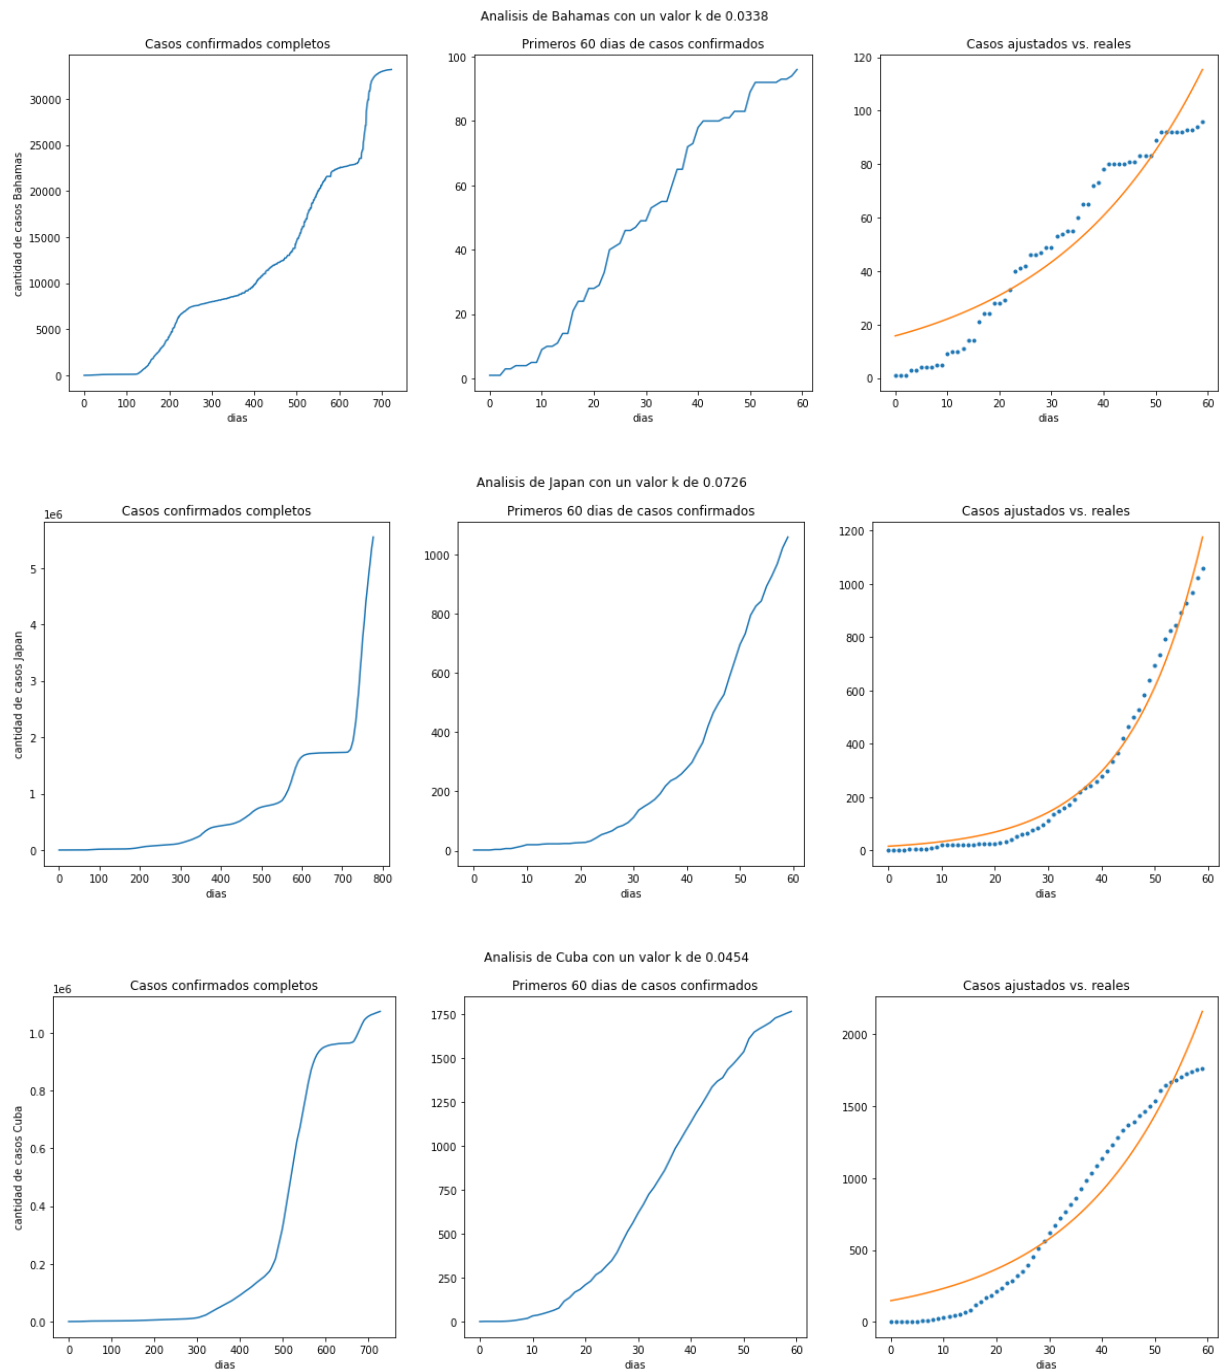 Analisis de Bahamas con un valor k de 0.0338
Casos confirmados completos
Primeros 60 dias de casos confirmados
Casos ajustados vs. reales
cantidad de casos Bahamas
30000
25000
20000
15000
10000
5000
0
0 100 200 300 400 500 600 700
dias
100
80
60
40
20
0
0 10 20 30 40 50 60
dias
120
100
80
60
40
20
0
0 10 20 30 40 50 60
dias
Analisis de Japan con un valor k de 0.0726
Casos confirmados completos
Primeros 60 dias de casos confirmados
Casos ajustados vs. reales
1e6
cantidad de casos Japan
5
4
3
2
1
0
0 100 200 300 400 500 600 700 800
dias
1000
800
600
400
200
0
0 10 20 30 40 50 60
dias
1200
1000
800
600
400
200
0
0 10 20 30 40 50 60
dias
Analisis de Cuba con un valor k de 0.0454
Casos confirmados completos
Primeros 60 dias de casos confirmados
Casos ajustados vs. reales
1e6
cantidad de casos Cuba
1.0
0.8
0.6
0.4
0.2
0.0
0 100 200 300 400 500 600 700
dias
1750
1500
1250
1000
750
500
250
0
0 10 20 30 40 50 60
dias
2000
1500
1000
500
0
0 10 20 30 40 50 60
dias